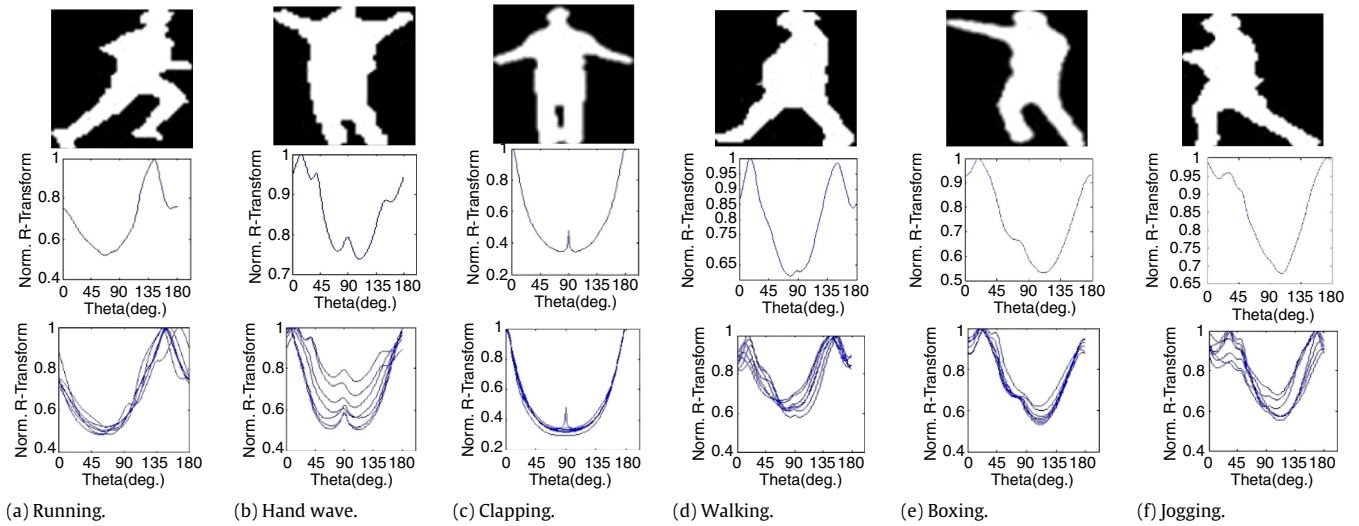 Norm. R-Transform
1
0.8
0.6
0.4
0 45 90 135 180
Theta(deg.)
Norm. R-Transform
1
0.9
0.8
0.7
0 45 90 135 180
Theta(deg.)
Norm. R-Transform
1
0.8
0.6
0.4
0.2
0 45 90 135 180
Theta(deg.)
Norm. R-Transform
1
0.85
0.8
0.75
0.65
0 45 90 135 180
Theta(deg.)
Norm. R-Transform
1
0.9
0.8
0.7
0.6
0.5
0 45 90 135 180
Theta(deg.)
Norm. R-Transform
1
0.95
0.9
0.85
0.8
0.75
0.7
0.65
0 45 90 135 180
Theta(deg.)
Norm. R-Transform
1
0.8
0.6
0.4
0 45 90 135 180
Theta(deg.)
Norm. R-Transform
1
0.8
0.6
0.4
0 45 90 135 180
Theta(deg.)
Norm. R-Transform
1
0.8
0.6
0.4
0.2
0 45 90 135 180
Theta(deg.)
Norm. R-Transform
1
0.8
0.6
0.4
0 45 90 135 180
Theta(deg.)
Norm. R-Transform
1
0.8
0.6
0.4
0 45 90 135 180
Theta(deg.)
Norm. R-Transform
1
0.8
0.6
0.4
0 45 90 135 180
Theta(deg.)
(a) Running.
(b) Hand wave.
(c) Clapping.
(d) Walking.
(e) Boxing.
(f) Jogging.